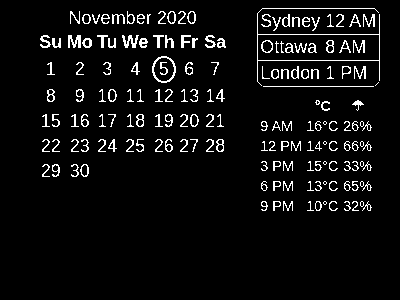 November 2020
Su Mo Tu We Th Fr Sa
1 2 3 4 5 6 7
8 9 10 11 12 13 14
15 16 17 18 19 20 21
22 23 24 25 26 27 28
29 30
Sydney 12 AM
Ottawa 8 AM
London 1 PM
°C ☂
9 AM 16°C 26%
12 PM 14°C 66%
3 PM 15°C 33%
6 PM 13°C 65%
9 PM 10°C 32%